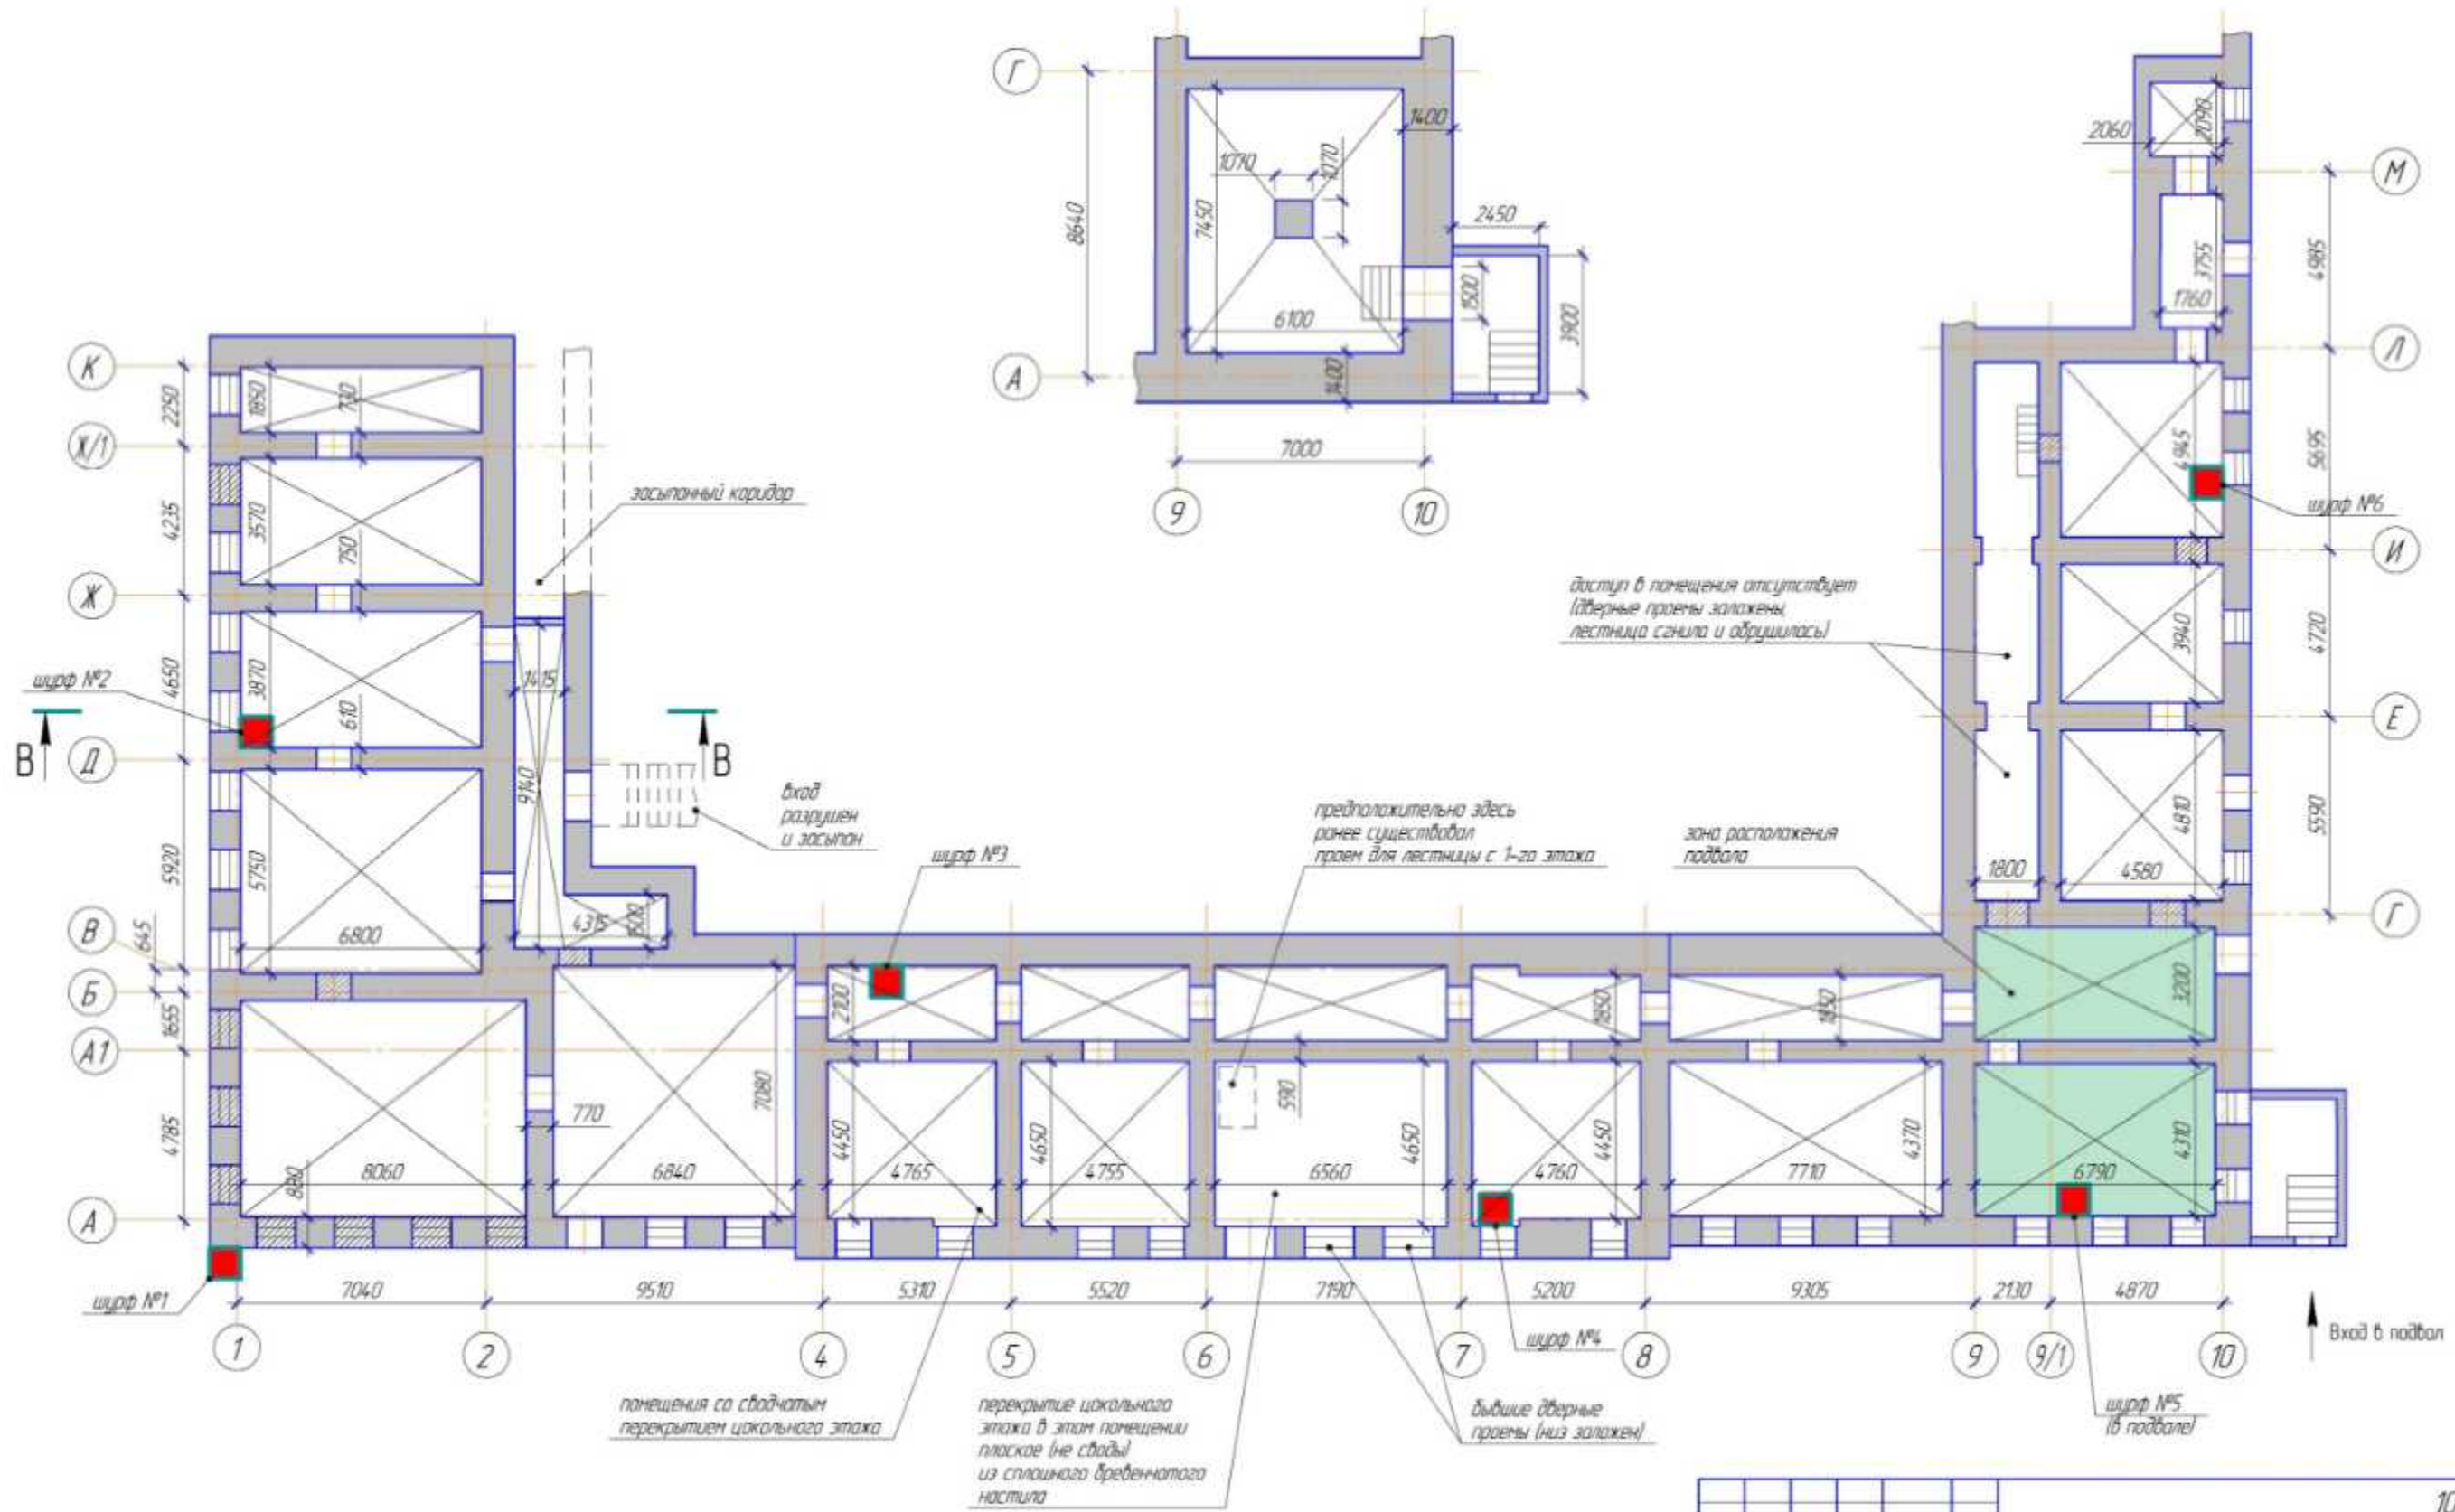 Г
8640
7450
1070
1070
1400
2450
1500
3900
6100
1400
А
7000
9
10
2060
2090
М
3755
1760
4985
Л
4945
5695
шурф №6
И
3940
4720
Е
4810
5590
1800
4580
Г
К
2250
1850
730
Ж/1
4235
3570
750
Ж
засыпанный коридор
4650
3870
610
шурф №2
В
В
Д
1415
9140
вход
разрушен
и засыпан
5920
5750
6800
4315
1500
В
645
Б
1655
А1
4785
А
880
8060
770
6840
7080
шурф №1
шурф №3
предположительно здесь
ранее существовал
проем для лестницы с 1-го этажа
зона расположения
подвала
доступ в помещения отсутствует
(дверные проемы заложены,
лестница сгнила и обрушилась)
2100
1850
1850
3200
4450
4765
4650
4755
590
6560
4650
4760
4450
7710
4370
6790
4310
7040
9510
5310
5520
7190
5200
9305
2130
4870
1
2
4
5
6
7
8
9
9/1
10
шурф №4
Вход в подвал
помещения со сводчатым
перекрытием цокольного этажа
перекрытие цокольного
этажа в этом помещении
плоское (не своды)
из сплошного бревенчатого
настила
бывшие дверные
проемы (низ заложен)
шурф №5
(в подвале)
10